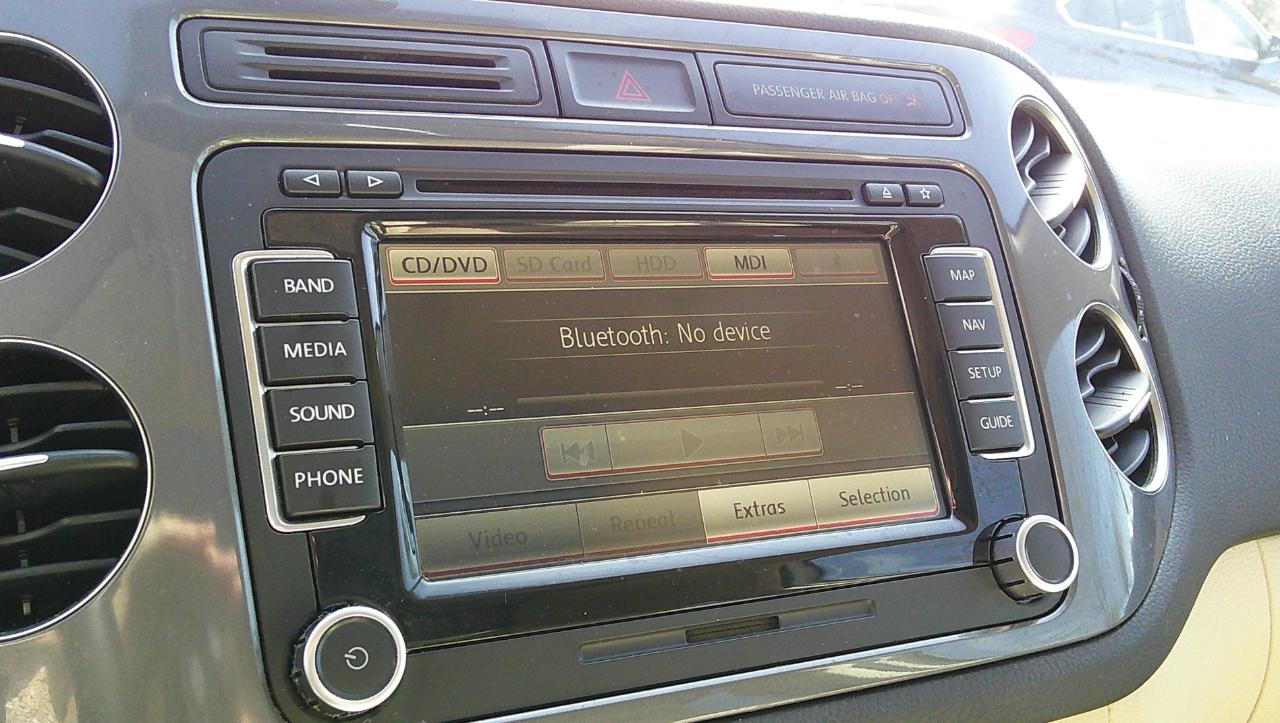 PASSENGER AIR BAG OFF
BAND
MEDIA
SOUND
PHONE
CD/DVD SD Card HDD MDI
Bluetooth: No device
--:-- --:--
Video Repeat Extras Selection
MAP
NAV
SETUP
GUIDE